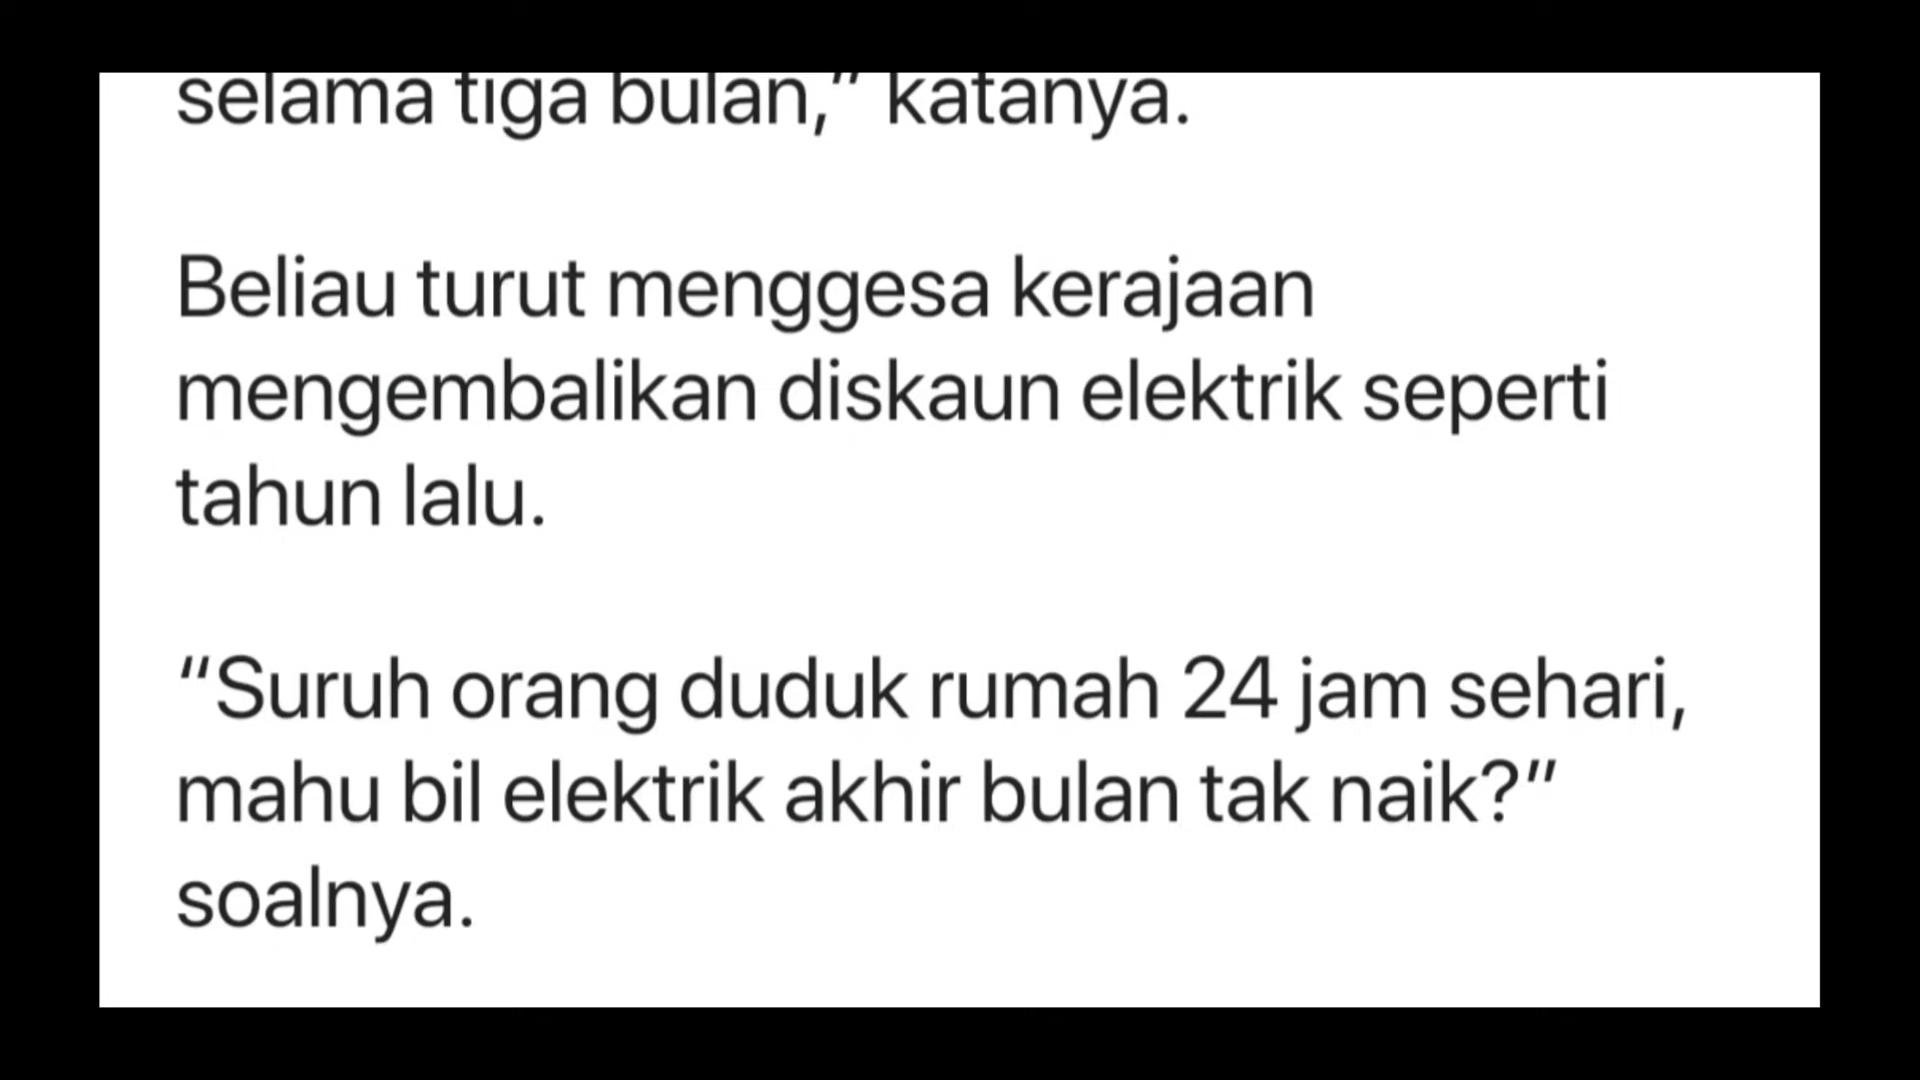 selama tiga bulan,” katanya.
Beliau turut menggesa kerajaan
mengembalikan diskaun elektrik seperti
tahun lalu.
“Suruh orang duduk rumah 24 jam sehari,
mahu bil elektrik akhir bulan tak naik?”
soalnya.